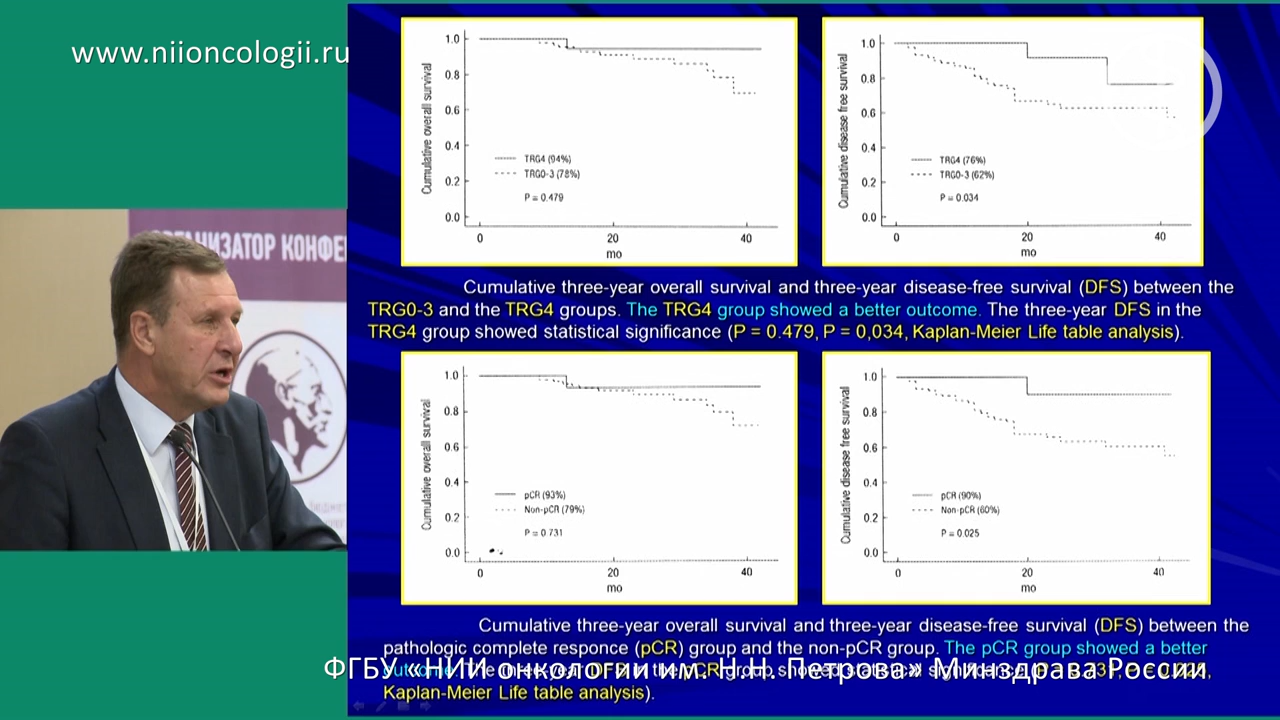 www.niioncologii.ru
ОРГАНИЗАТОР КОНФЕ
Cumulative overall survival
1.0
0.8
0.6
0.4
0.2
0.0
TRG4 (94%)
TRG0-3 (78%)
P = 0.479
0 20 40
mo
Cumulative disease free survival
1.0
0.8
0.6
0.4
0.2
0.0
TRG4 (76%)
TRG0-3 (62%)
P = 0.034
0 20 40
mo
Cumulative three-year overall survival and three-year disease-free survival (DFS) between the
TRG0-3 and the TRG4 groups. The TRG4 group showed a better outcome. The three-year DFS in the
TRG4 group showed statistical significance (P = 0.479, P = 0,034, Kaplan-Meier Life table analysis).
Cumulative overall survival
1.0
0.8
0.6
0.4
0.2
0.0
pCR (93%)
Non-pCR (79%)
P = 0 731
0 20 40
mo
Cumulative disease free survival
1.0
0.8
0.6
0.4
0.2
0.0
pCR (90%)
Non-pCR (60%)
P = 0.025
0 20 40
mo
Cumulative three-year overall survival and three-year disease-free survival (DFS) between the
pathologic complete responce (pCR) group and the non-pCR group. The pCR group showed a better
ФГБУ «НИИ онкологии им. Н.Н. Петрова» Минздрава России
Kaplan-Meier Life table analysis).